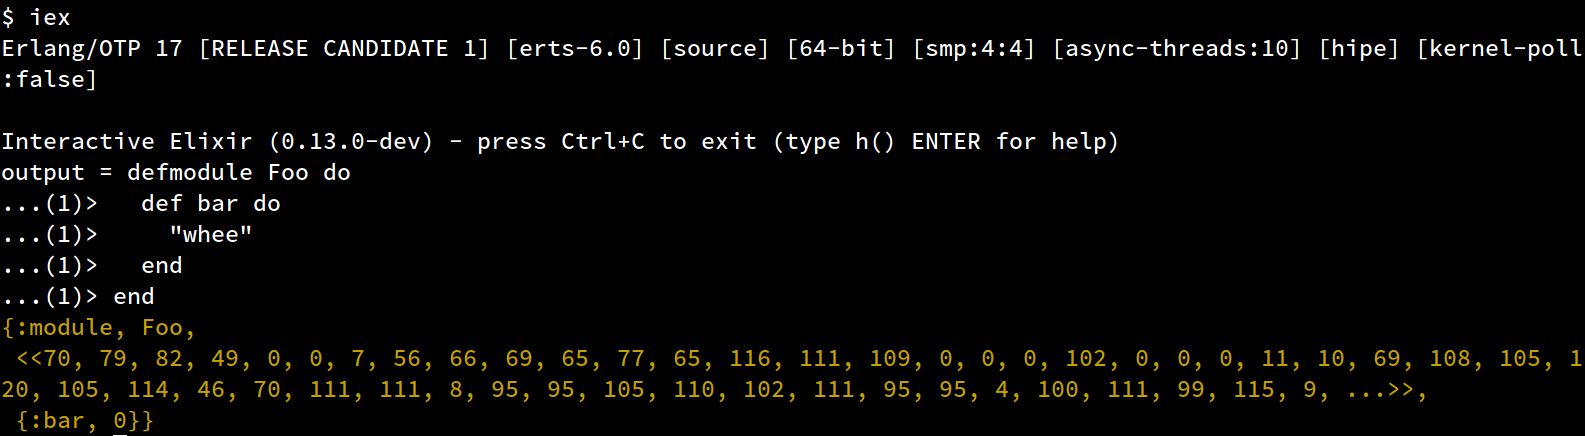 $ iex
Erlang/OTP 17 [RELEASE CANDIDATE 1] [erts-6.0] [source] [64-bit] [smp:4:4] [async-threads:10] [hipe] [kernel-poll
:false]

Interactive Elixir (0.13.0-dev) - press Ctrl+C to exit (type h() ENTER for help)
output = defmodule Foo do
...(1)>   def bar do
...(1)>     "whee"
...(1)>   end
...(1)> end
{:module, Foo,
 <<70, 79, 82, 49, 0, 0, 7, 56, 66, 69, 65, 77, 65, 116, 111, 109, 0, 0, 0, 102, 0, 0, 0, 11, 10, 69, 108, 105, 1
20, 105, 114, 46, 70, 111, 111, 8, 95, 95, 105, 110, 102, 111, 95, 95, 4, 100, 111, 99, 115, 9, ...>>,
 {:bar, 0}}